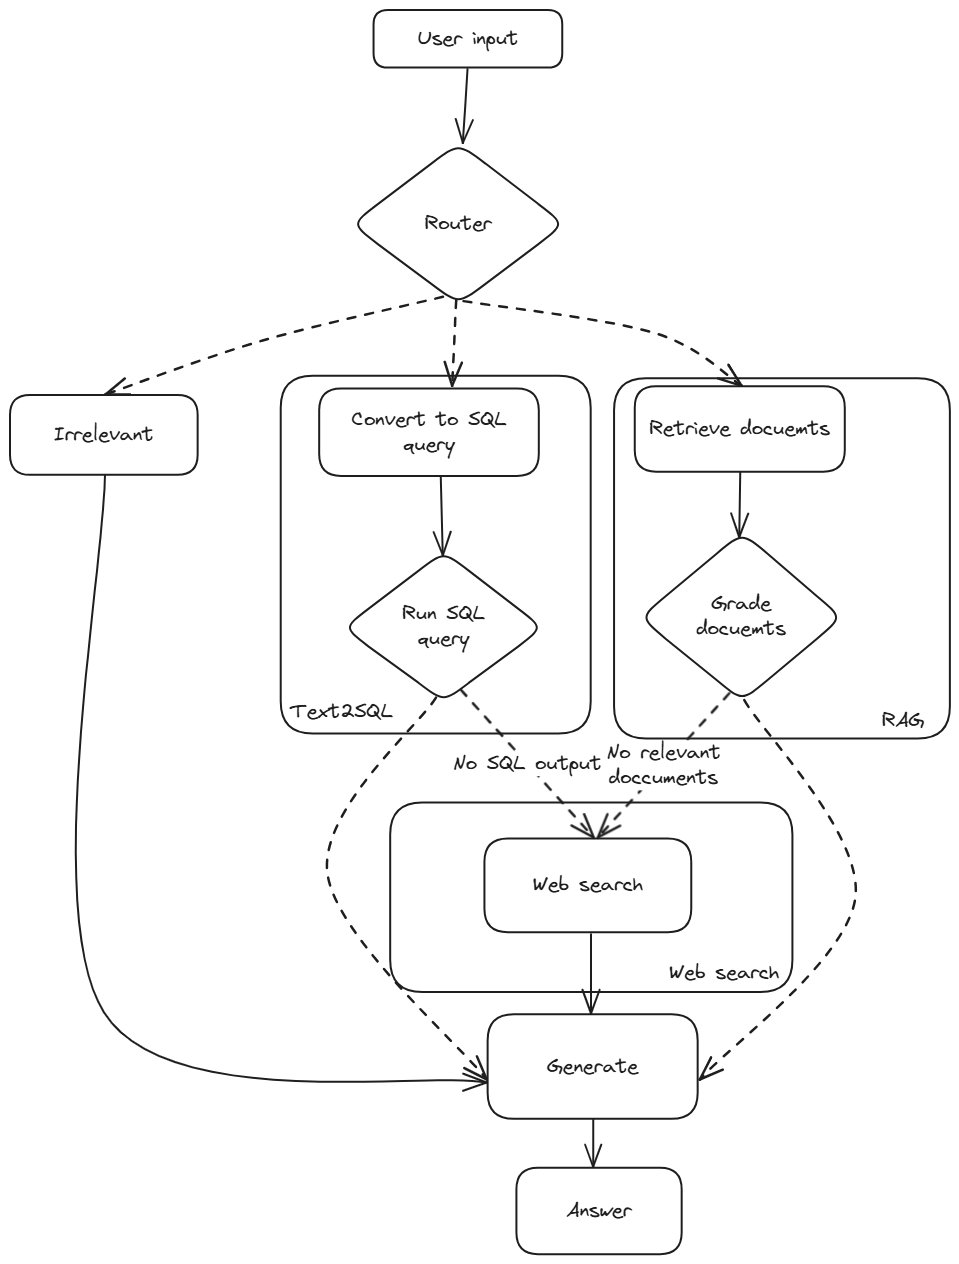 User input
Router
Irrelevant
Convert to SQL
query
Retrieve docuemts
Run SQL
query
Grade
docuemts
Text2SQL
RAG
No SQL output
No relevant
doccuments
Web search
Web search
Generate
Answer